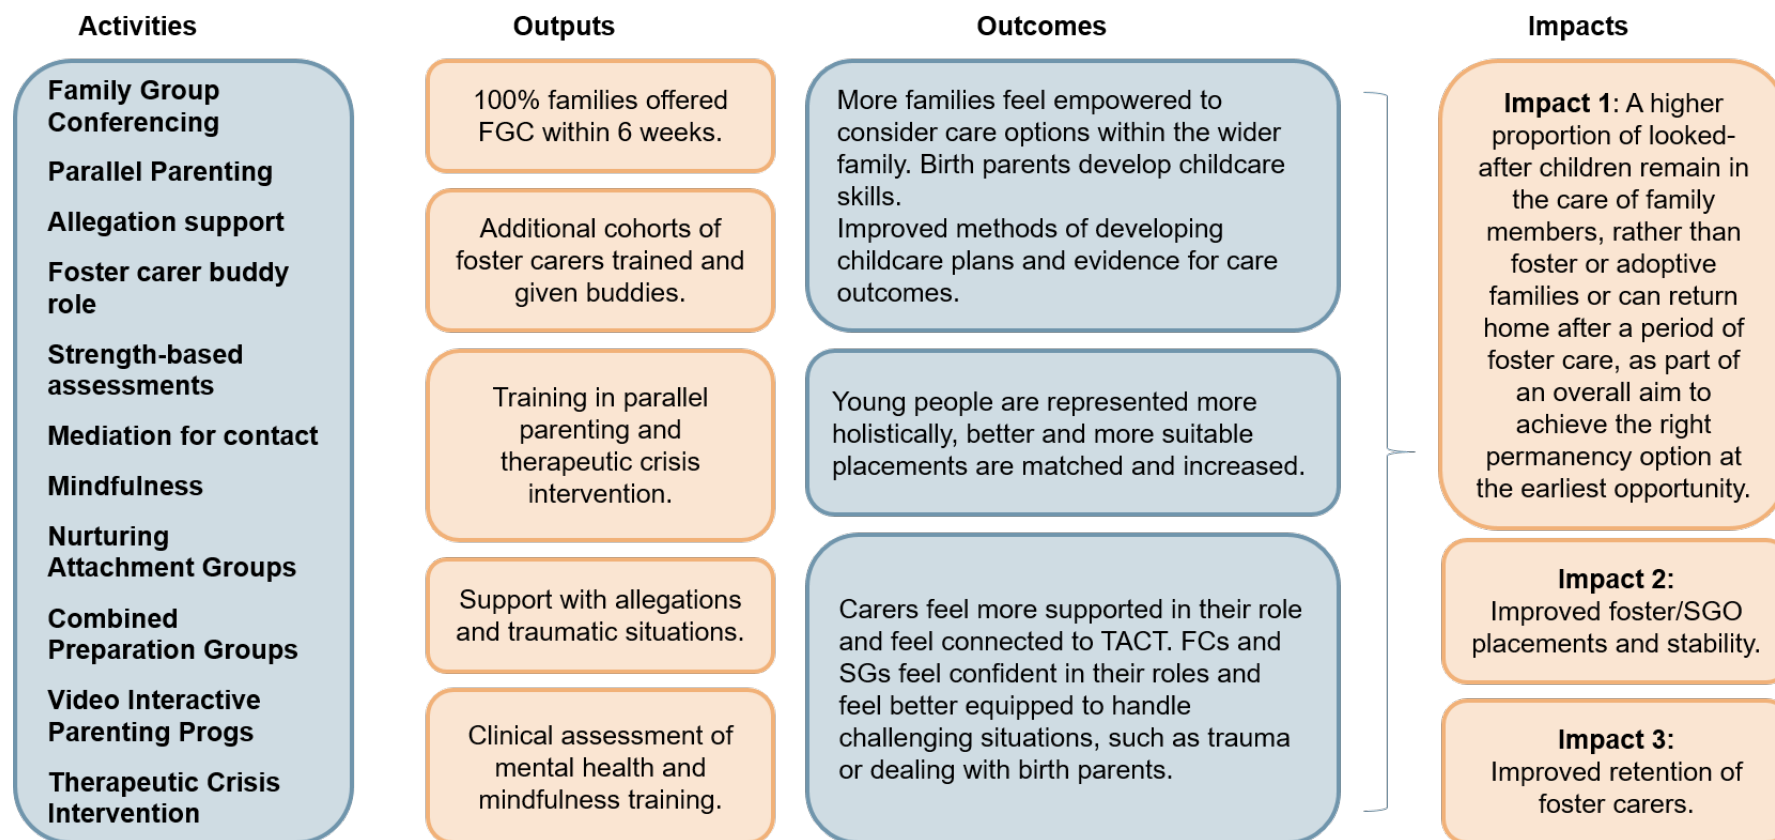 Activities
Outputs
Outcomes
Impacts
Family Group
Conferencing
Parallel Parenting
Allegation support
Foster carer buddy
role
Strength-based
assessments
Mediation for contact
Mindfulness
Nurturing
Attachment Groups
Combined
Preparation Groups
Video Interactive
Parenting Progs
Therapeutic Crisis
Intervention
100% families offered
FGC within 6 weeks.
Additional cohorts of
foster carers trained and
given buddies.
Training in parallel
parenting and
therapeutic crisis
intervention.
Support with allegations
and traumatic situations.
Clinical assessment of
mental health and
mindfulness training.
More families feel empowered to
consider care options within the wider
family. Birth parents develop childcare
skills.
Improved methods of developing
childcare plans and evidence for care
outcomes.
Young people are represented more
holistically, better and more suitable
placements are matched and increased.
Carers feel more supported in their role
and feel connected to TACT. FCs and
SGs feel confident in their roles and
feel better equipped to handle
challenging situations, such as trauma
or dealing with birth parents.
Impact 1: A higher
proportion of looked-
after children remain in
the care of family
members, rather than
foster or adoptive
families or can return
home after a period of
foster care, as part of
an overall aim to
achieve the right
permanency option at
the earliest opportunity.
Impact 2:
Improved foster/SGO
placements and stability.
Impact 3:
Improved retention of
foster carers.